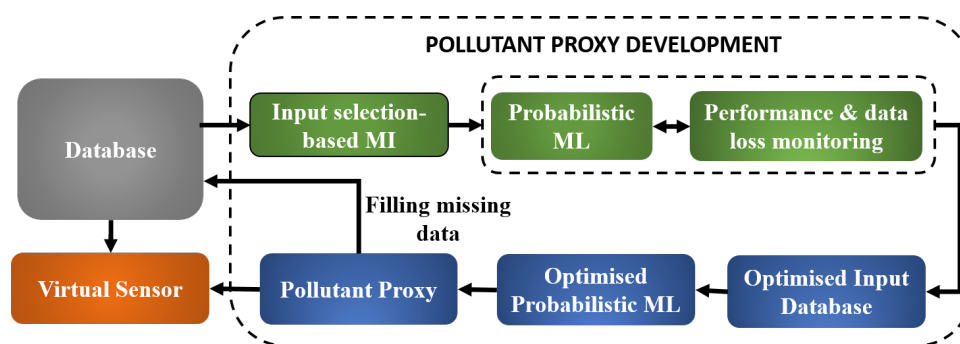 POLLUTANT PROXY DEVELOPMENT
Database
Input selection-
based MI
Probabilistic
ML
Performance & data
loss monitoring
Filling missing
data
Virtual Sensor
Pollutant Proxy
Optimised
Probabilistic ML
Optimised Input
Database